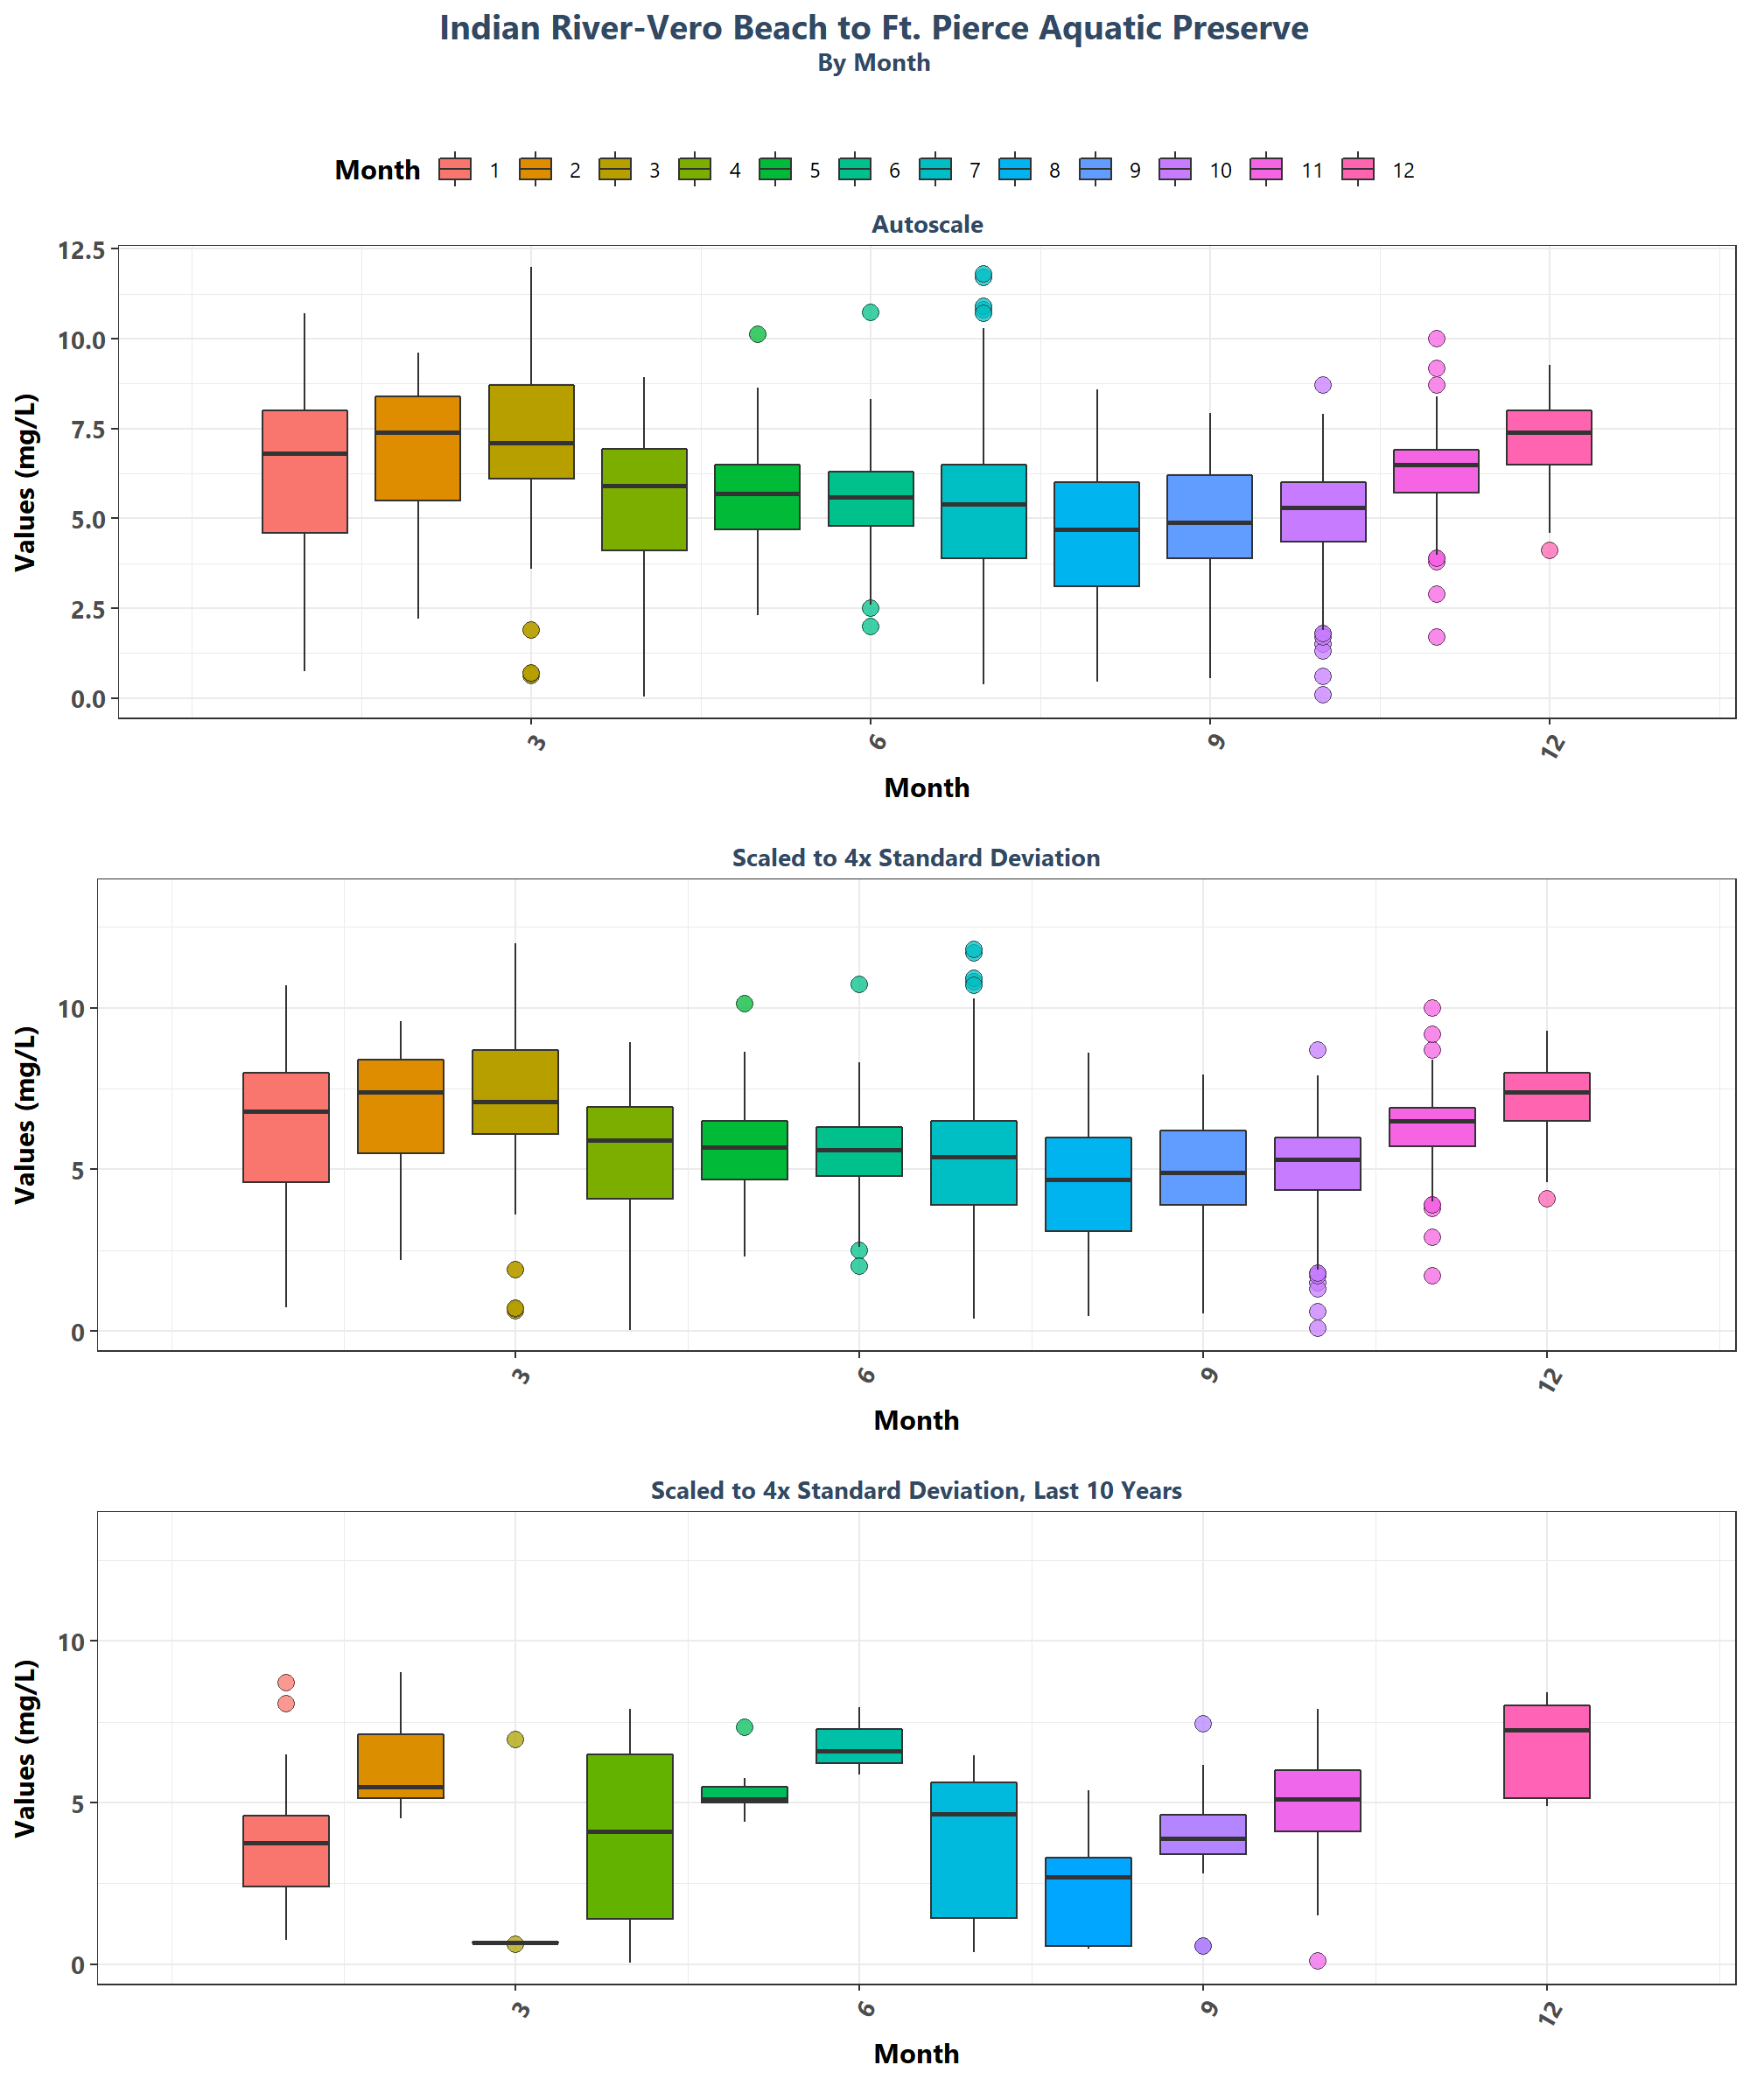 Indian River-Vero Beach to Ft. Pierce Aquatic Preserve
By Month
Month 1 2 3 4 5 6 7 8 9 10 11 12
Autoscale
Values (mg/L)
12.5
10.0
7.5
5.0
2.5
0.0
3 6 9 12
Month
Scaled to 4x Standard Deviation
Values (mg/L)
10
5
0
3 6 9 12
Month
Scaled to 4x Standard Deviation, Last 10 Years
Values (mg/L)
10
5
0
3 6 9 12
Month